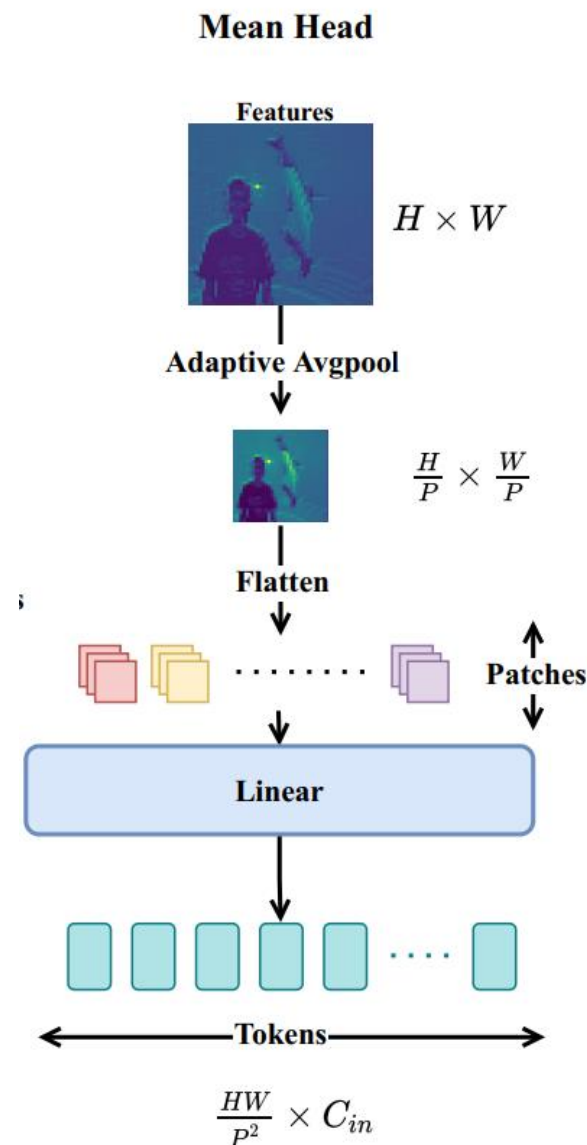 Mean Head
Features
H × W
Adaptive Avgpool
H/P × W/P
Flatten
s
Patches
Linear
Tokens
HW/P² × C_in